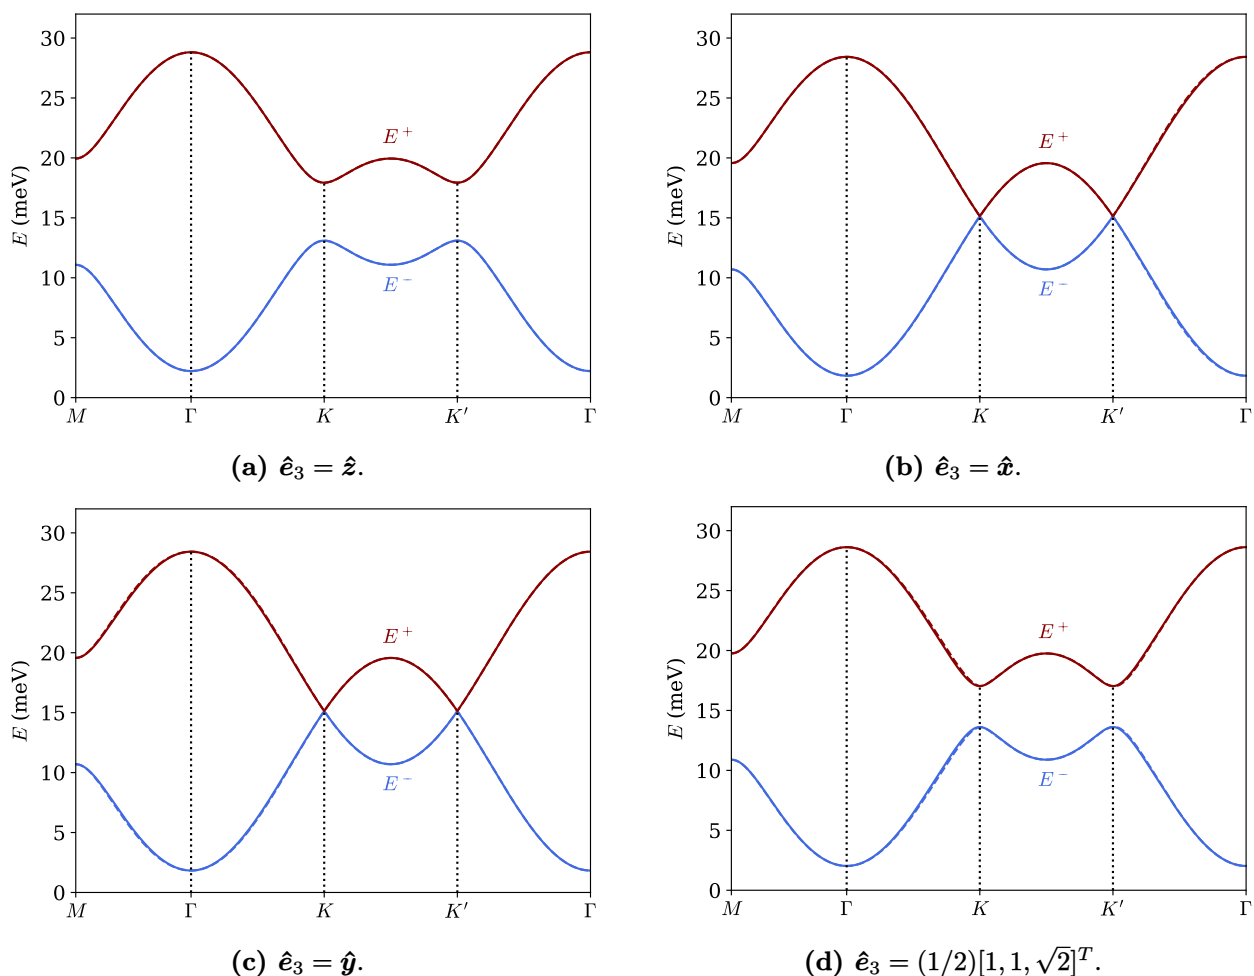 30
25
20
15
10
5
0
E (meV)
E⁺
E⁻
M Γ K K′ Γ
(a) ê₃ = ẑ.
30
25
20
15
10
5
0
E (meV)
E⁺
E⁻
M Γ K K′ Γ
(b) ê₃ = x̂.
30
25
20
15
10
5
0
E (meV)
E⁺
E⁻
M Γ K K′ Γ
(c) ê₃ = ŷ.
30
25
20
15
10
5
0
E (meV)
E⁺
E⁻
M Γ K K′ Γ
(d) ê₃ = (1/2)[1, 1, √2]ᵀ.